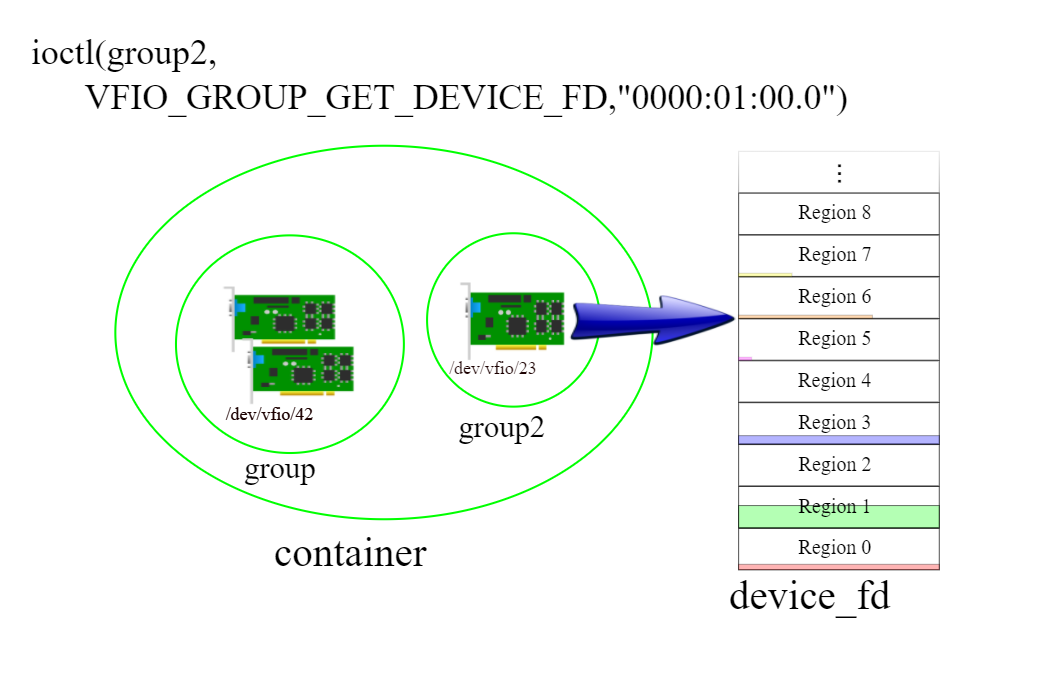 ioctl(group2,
VFIO_GROUP_GET_DEVICE_FD,"0000:01:00.0")
/dev/vfio/42
group
/dev/vfio/23
group2
container
⋮
Region 8
Region 7
Region 6
Region 5
Region 4
Region 3
Region 2
Region 1
Region 0
device_fd